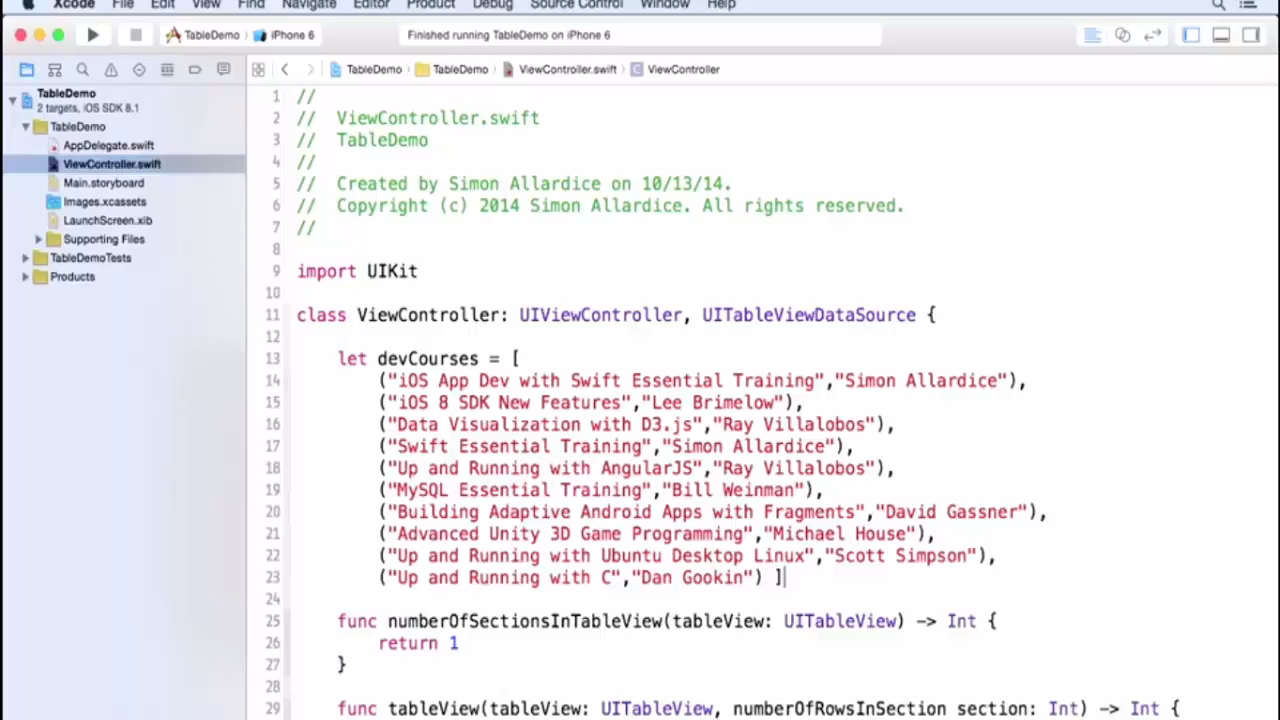 Xcode File Edit View Find Navigate Editor Product Debug Source Control Window Help
TableDemo iPhone 6 Finished running TableDemo on iPhone 6
TableDemo TableDemo ViewController.swift C ViewController
TableDemo
2 targets, iOS SDK 8.1
TableDemo
AppDelegate.swift
ViewController.swift
Main.storyboard
Images.xcassets
LaunchScreen.xib
Supporting Files
TableDemoTests
Products
1 //
2 // ViewController.swift
3 // TableDemo
4 //
5 // Created by Simon Allardice on 10/13/14.
6 // Copyright (c) 2014 Simon Allardice. All rights reserved.
7 //
8
9 import UIKit
10
11 class ViewController: UIViewController, UITableViewDataSource {
12
13 let devCourses = [
14 ("iOS App Dev with Swift Essential Training","Simon Allardice"),
15 ("iOS 8 SDK New Features","Lee Brimelow"),
16 ("Data Visualization with D3.js","Ray Villalobos"),
17 ("Swift Essential Training","Simon Allardice"),
18 ("Up and Running with AngularJS","Ray Villalobos"),
19 ("MySQL Essential Training","Bill Weinman"),
20 ("Building Adaptive Android Apps with Fragments","David Gassner"),
21 ("Advanced Unity 3D Game Programming","Michael House"),
22 ("Up and Running with Ubuntu Desktop Linux","Scott Simpson"),
23 ("Up and Running with C","Dan Gookin") ]
24
25 func numberOfSectionsInTableView(tableView: UITableView) -> Int {
26 return 1
27 }
28
29 func tableView(tableView: UITableView, numberOfRowsInSection section: Int) -> Int {